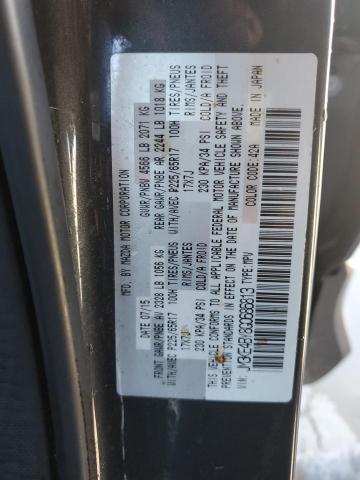 MFD. BY MAZDA MOTOR CORPORATION
DATE 07/15 GVWR/PNBV 4566 LB 2071 KG
FRONT GAWR/PNBE AV 2328 LB 1056 KG REAR GAWR/PNBE AR 2244 LB 1018 KG
WITH/AVEC P225/65R17 100H TIRES/PNEUS WITH/AVEC P225/65R17 100H TIRES/PNEUS
17X7J RIMS/JANTES 17X7J RIMS/JANTES
230 KPA/34 PSI COLD/A FROID 230 KPA/34 PSI COLD/A FROID
THIS VEHICLE CONFORMS TO ALL APPLICABLE FEDERAL MOTOR VEHICLE SAFETY AND THEFT
PREVENTION STANDARDS IN EFFECT ON THE DATE OF MANUFACTURE SHOWN ABOVE.
TYPE:MPV COLOR CODE:42A MADE IN JAPAN